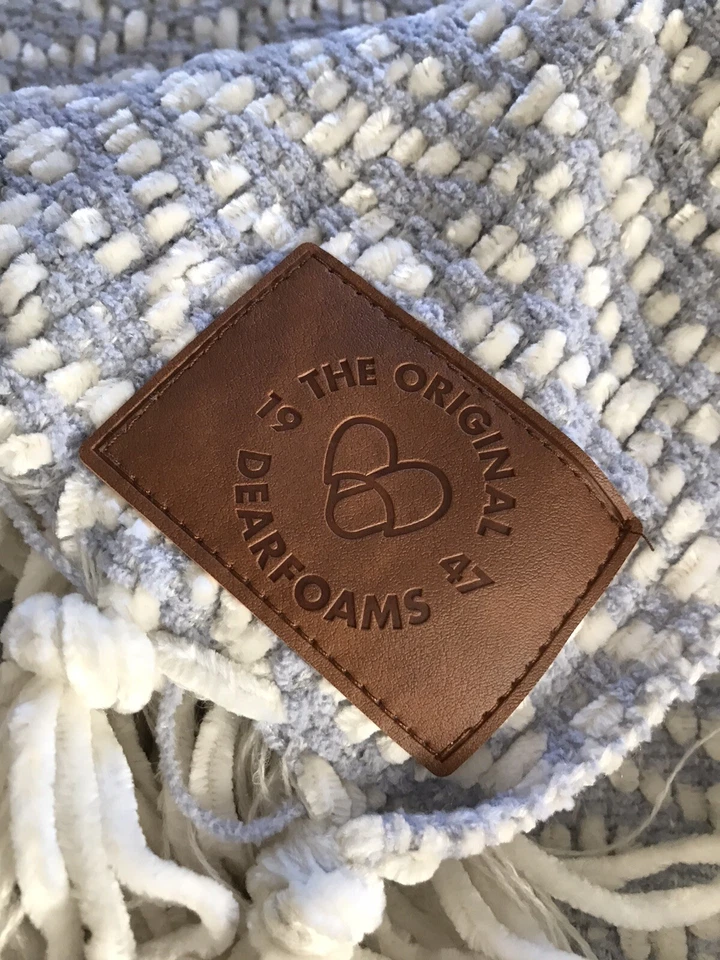 THE ORIGINAL
19 47
DEARFOAMS